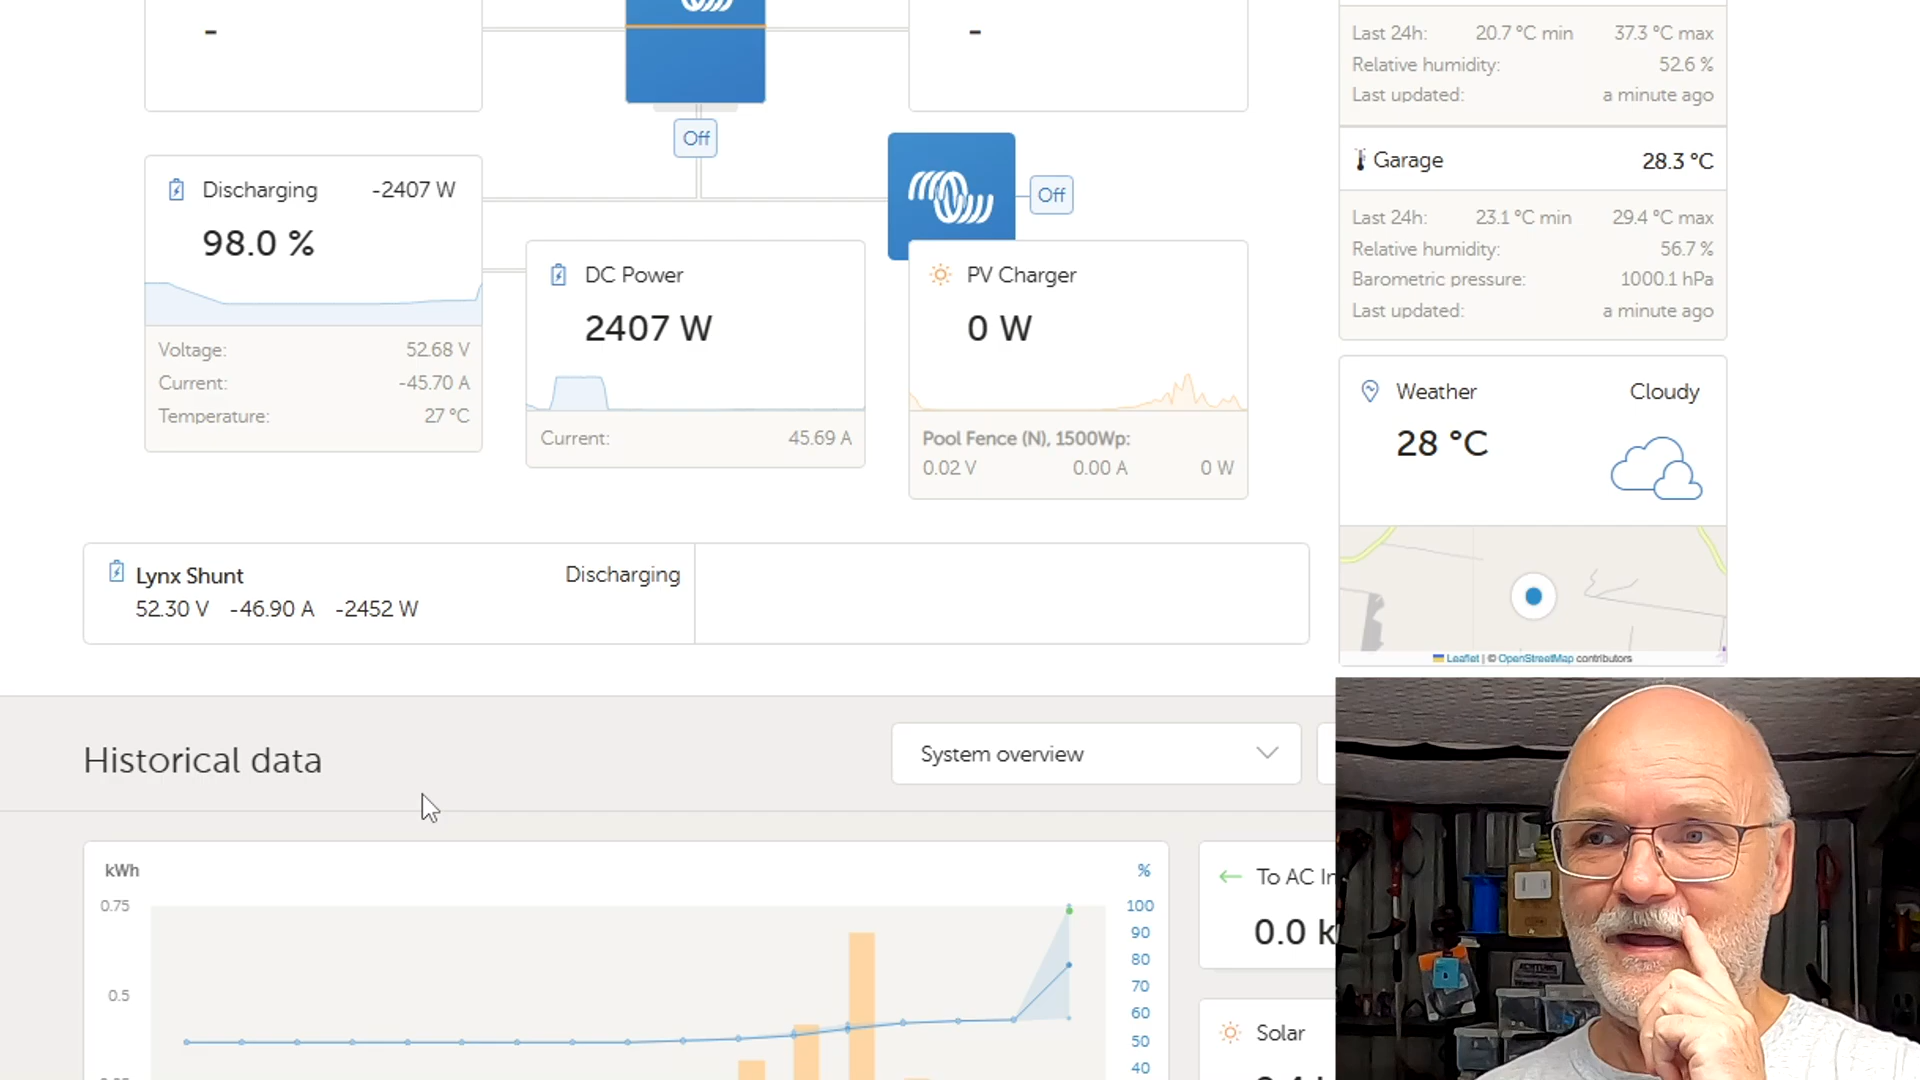 -
-
Off
Discharging -2407 W
98.0 %
Voltage: 52.68 V
Current: -45.70 A
Temperature: 27 °C
DC Power
2407 W
Current: 45.69 A
Off
PV Charger
0 W
Pool Fence (N), 1500Wp:
0.02 V 0.00 A 0 W
Lynx Shunt Discharging
52.30 V -46.90 A -2452 W
Last 24h: 20.7 °C min 37.3 °C max
Relative humidity: 52.6 %
Last updated: a minute ago
Garage 28.3 °C
Last 24h: 23.1 °C min 29.4 °C max
Relative humidity: 56.7 %
Barometric pressure: 1000.1 hPa
Last updated: a minute ago
Weather Cloudy
28 °C
Leaflet | © OpenStreetMap contributors
Historical data System overview
kWh %
0.75 100
90
80
70
0.5
60
50
40
To AC In
0.0 k
Solar